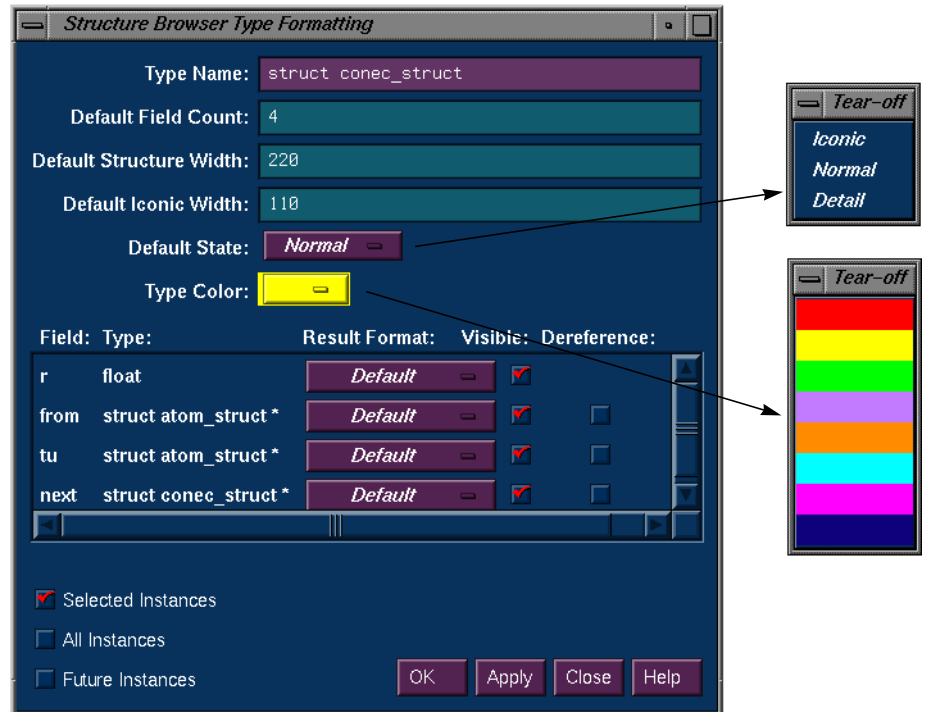 Structure Browser Type Formatting
Type Name: struct conec_struct
Default Field Count: 4
Default Structure Width: 220
Default Iconic Width: 110
Default State: Normal
Type Color:
Field: Type: Result Format: Visible: Dereference:
r float Default
from struct atom_struct * Default
tu struct atom_struct * Default
next struct conec_struct * Default
Selected Instances
All Instances
Future Instances
OK Apply Close Help
Tear-off
Iconic
Normal
Detail
Tear-off